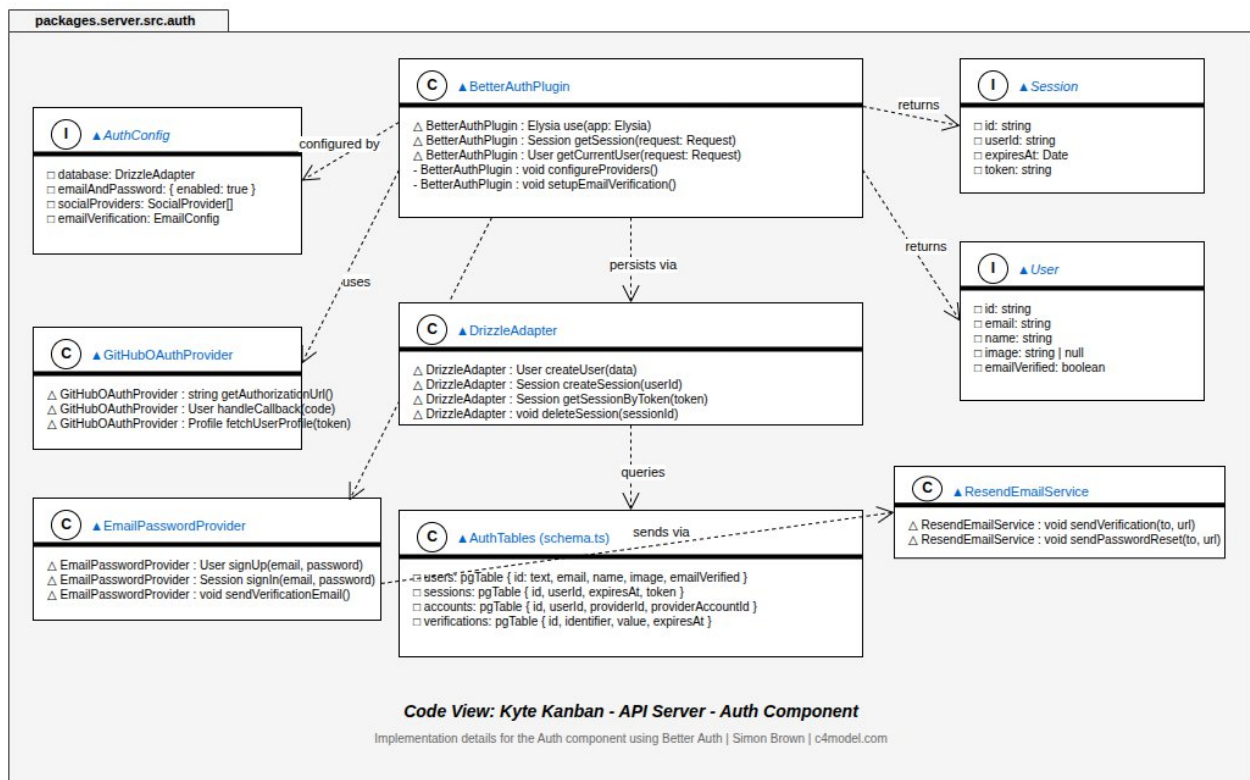 packages.server.src.auth
C
▲BetterAuthPlugin
△ BetterAuthPlugin : Elysia use(app: Elysia)
△ BetterAuthPlugin : Session getSession(request: Request)
△ BetterAuthPlugin : User getCurrentUser(request: Request)
- BetterAuthPlugin : void configureProviders()
- BetterAuthPlugin : void setupEmailVerification()
I
▲Session
□ id: string
□ userId: string
□ expiresAt: Date
□ token: string
returns
I
▲AuthConfig
□ database: DrizzleAdapter
□ emailAndPassword: { enabled: true }
□ socialProviders: SocialProvider[]
□ emailVerification: EmailConfig
configured by
returns
I
▲User
□ id: string
□ email: string
□ name: string
□ image: string | null
□ emailVerified: boolean
persists via
uses
C
▲DrizzleAdapter
△ DrizzleAdapter : User createUser(data)
△ DrizzleAdapter : Session createSession(userId)
△ DrizzleAdapter : Session getSessionByToken(token)
△ DrizzleAdapter : void deleteSession(sessionId)
C
▲GitHubOAuthProvider
△ GitHubOAuthProvider : string getAuthorizationUrl()
△ GitHubOAuthProvider : User handleCallback(code)
△ GitHubOAuthProvider : Profile fetchUserProfile(token)
queries
C
▲ResendEmailService
△ ResendEmailService : void sendVerification(to, url)
△ ResendEmailService : void sendPasswordReset(to, url)
C
▲EmailPasswordProvider
△ EmailPasswordProvider : User signUp(email, password)
△ EmailPasswordProvider : Session signIn(email, password)
△ EmailPasswordProvider : void sendVerificationEmail()
C
▲AuthTables (schema.ts)
sends via
□ users: pgTable { id: text, email, name, image, emailVerified }
□ sessions: pgTable { id, userId, expiresAt, token }
□ accounts: pgTable { id, userId, providerId, providerAccountId }
□ verifications: pgTable { id, identifier, value, expiresAt }
Code View: Kyte Kanban - API Server - Auth Component
Implementation details for the Auth component using Better Auth | Simon Brown | c4model.com